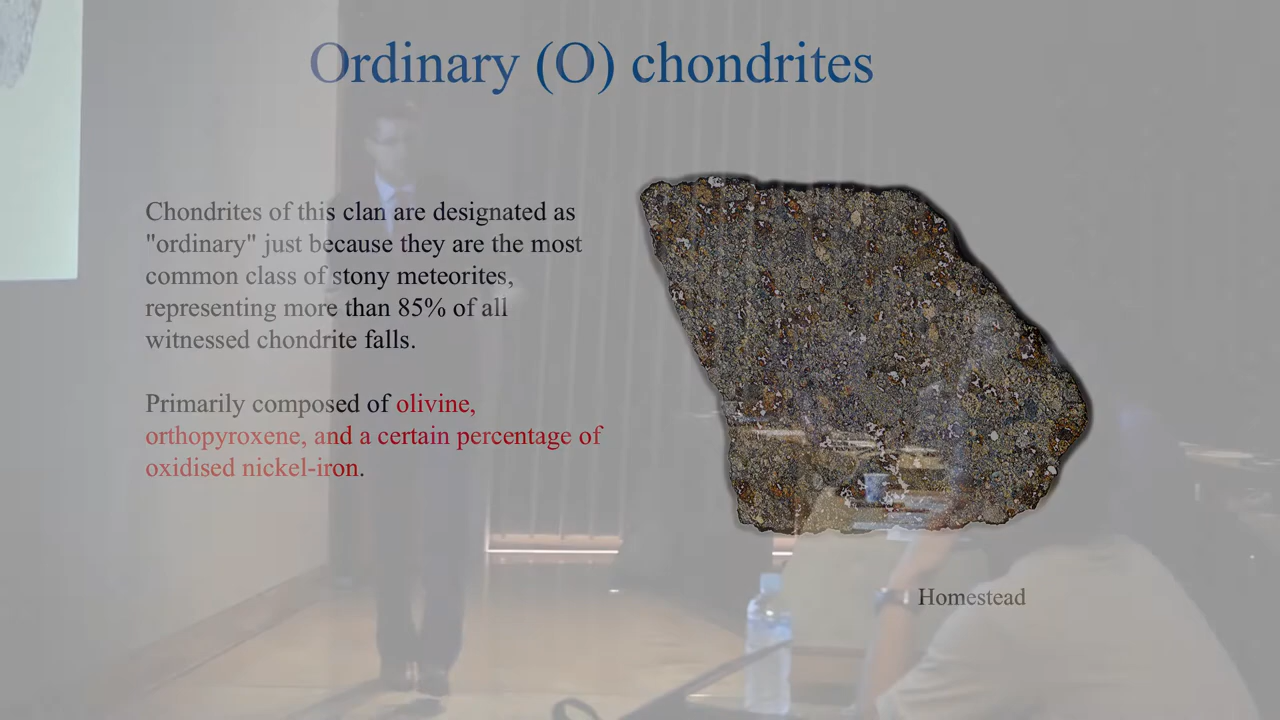 Ordinary (O) chondrites
Chondrites of this clan are designated as
"ordinary" just because they are the most
common class of stony meteorites,
representing more than 85% of all
witnessed chondrite falls.
Primarily composed of olivine,
orthopyroxene, and a certain percentage of
oxidised nickel-iron.
Homestead